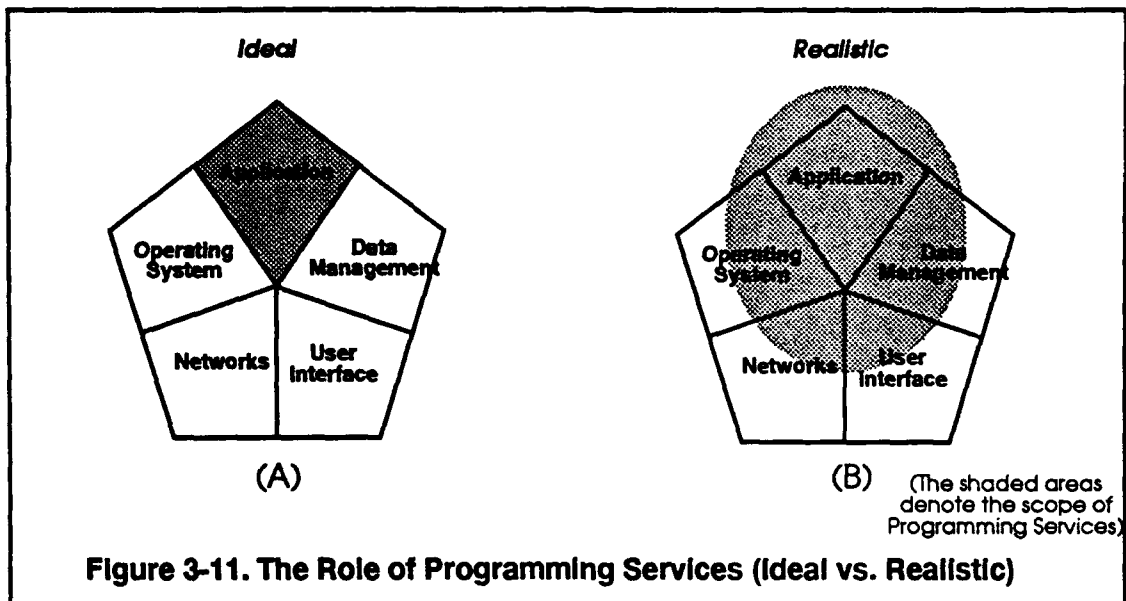 Ideal
Application
Operating
System
Data
Management
Networks
User
Interface
(A)
Realistic
Application
Operating
System
Data
Management
Networks
User
Interface
(B)
(The shaded areas
denote the scope of
Programming Services)
Figure 3-11. The Role of Programming Services (Ideal vs. Realistic)